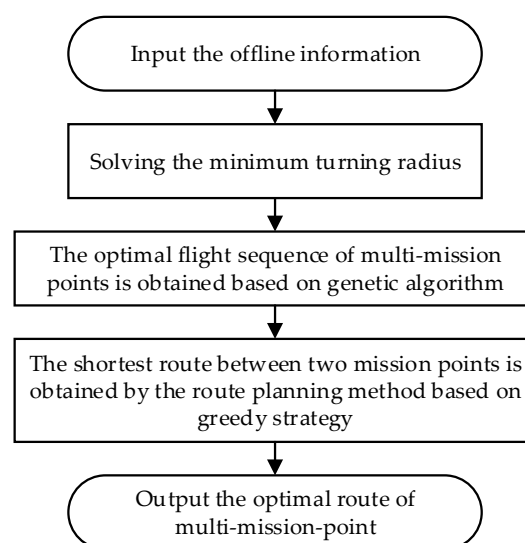 Input the offline information
Solving the minimum turning radius
The optimal flight sequence of multi-mission
points is obtained based on genetic algorithm
The shortest route between two mission points is
obtained by the route planning method based on
greedy strategy
Output the optimal route of
multi-mission-point